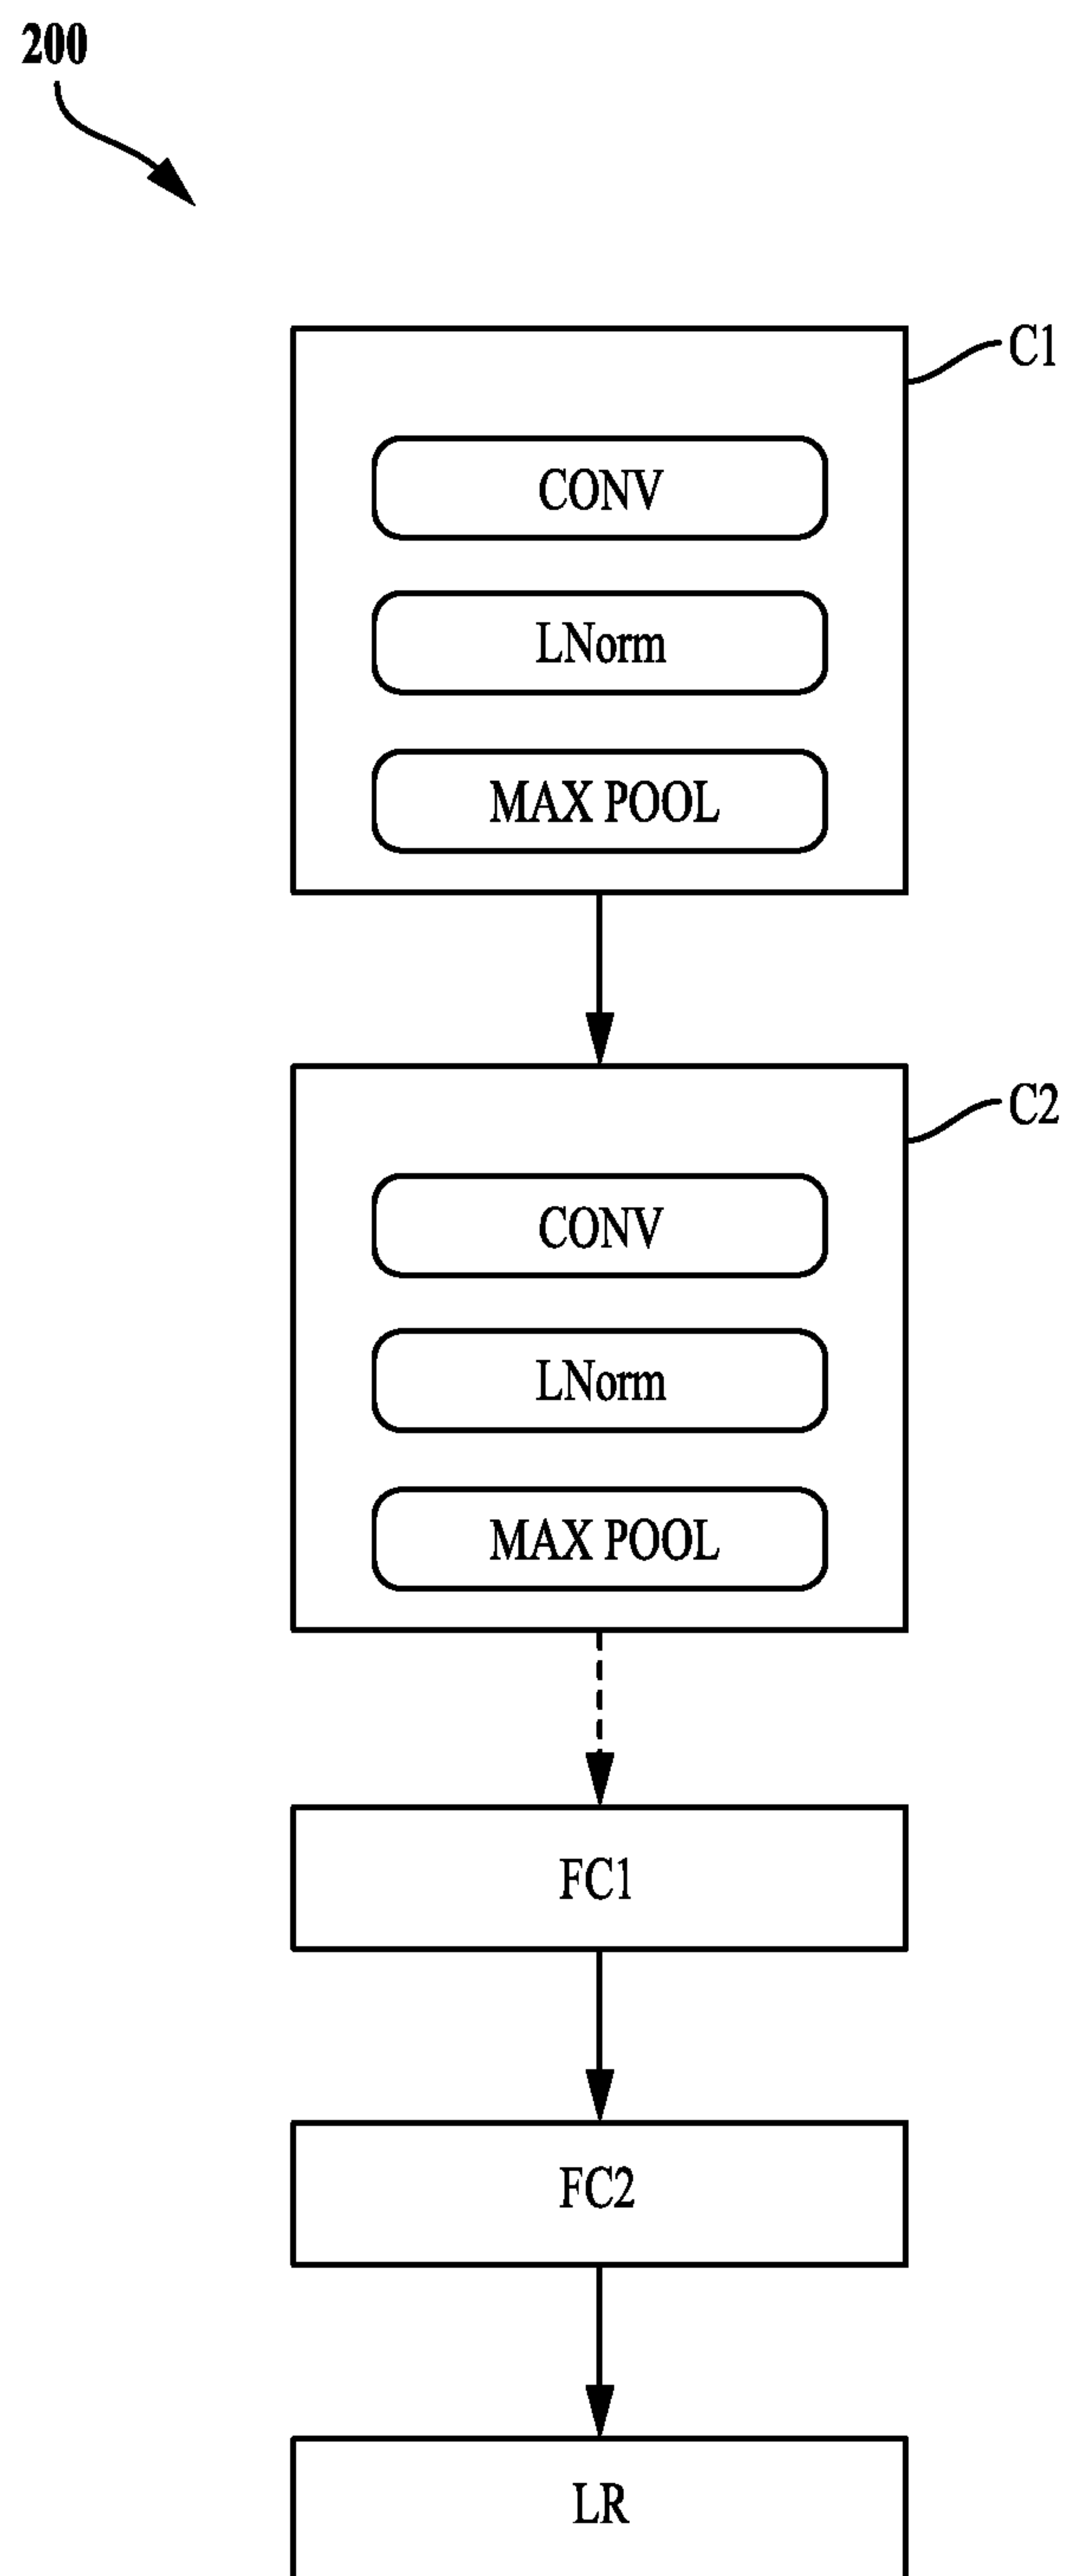 200
C1
CONV
LNorm
MAX POOL
C2
CONV
LNorm
MAX POOL
FC1
FC2
LR